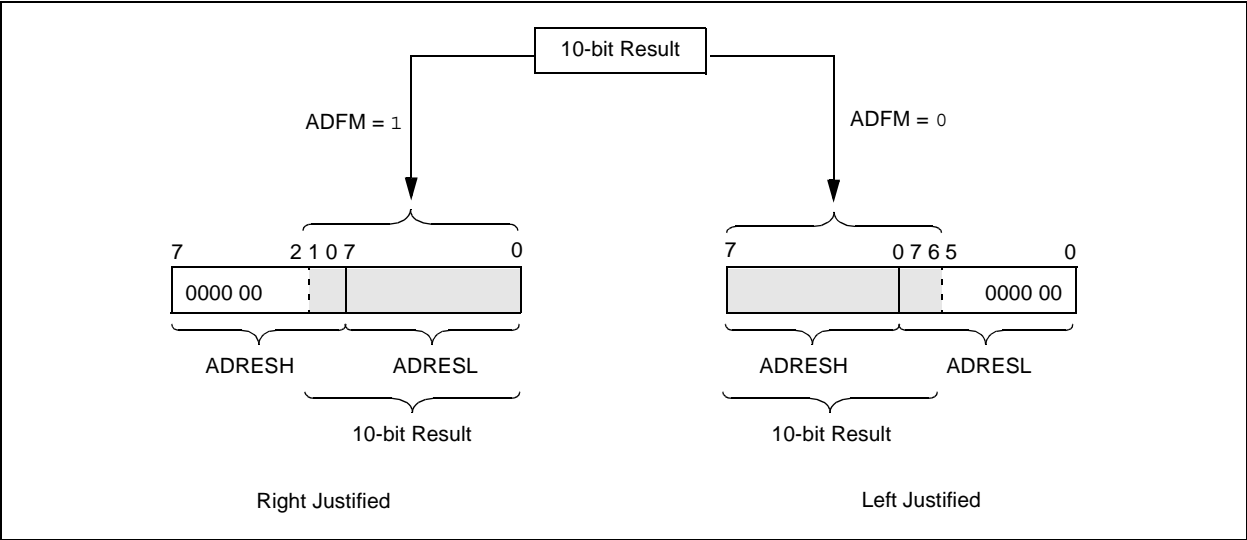 10-bit Result
ADFM = 1
ADFM = 0
7 2 1 0 7 0
7 0 7 6 5 0
0000 00
0000 00
ADRESH ADRESL
ADRESH ADRESL
10-bit Result
10-bit Result
Right Justified
Left Justified